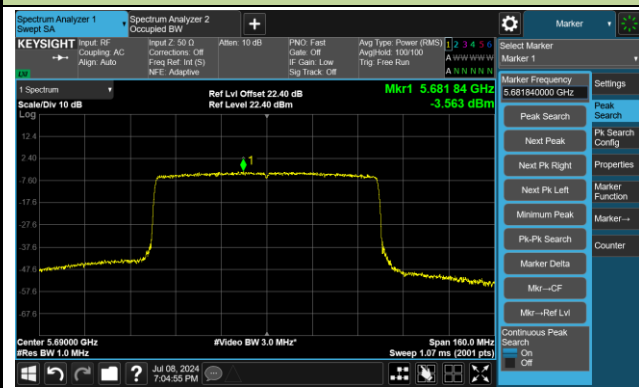 Spectrum Analyzer 1
Swept SA
Spectrum Analyzer 2
Occupied BW
+
Marker
KEYSIGHT
Input: RF
Coupling: AC
Align: Auto
Input Z: 50 Ω
Corrections: Off
Freq Ref: Int (S)
NFE: Adaptive
Atten: 10 dB
PNO: Fast
Gate: Off
IF Gain: Low
Sig Track: Off
Avg Type: Power (RMS)
Avg|Hold: 100/100
Trig: Free Run
1 2 3 4 5 6
A W W W W W
A N N N N N
Select Marker
Marker 1
1 Spectrum
Scale/Div 10 dB
Log
Ref Lvl Offset 22.40 dB
Ref Level 22.40 dBm
Mkr1 5.681 84 GHz
-3.563 dBm
12.4
2.40
-7.60
-17.6
-27.6
-37.6
-47.6
-57.6
-67.6
1
Center 5.69000 GHz
#Res BW 1.0 MHz
#Video BW 3.0 MHz*
Span 160.0 MHz
Sweep 1.07 ms (2001 pts)
Marker Frequency
5.681840000 GHz
Peak Search
Next Peak
Next Pk Right
Next Pk Left
Minimum Peak
Pk-Pk Search
Marker Delta
Mkr→CF
Mkr→Ref Lvl
Continuous Peak
Search
On
Off
Settings
Peak
Search
Pk Search
Config
Properties
Marker
Function
Marker→
Counter
?
Jul 08, 2024
7:04:55 PM